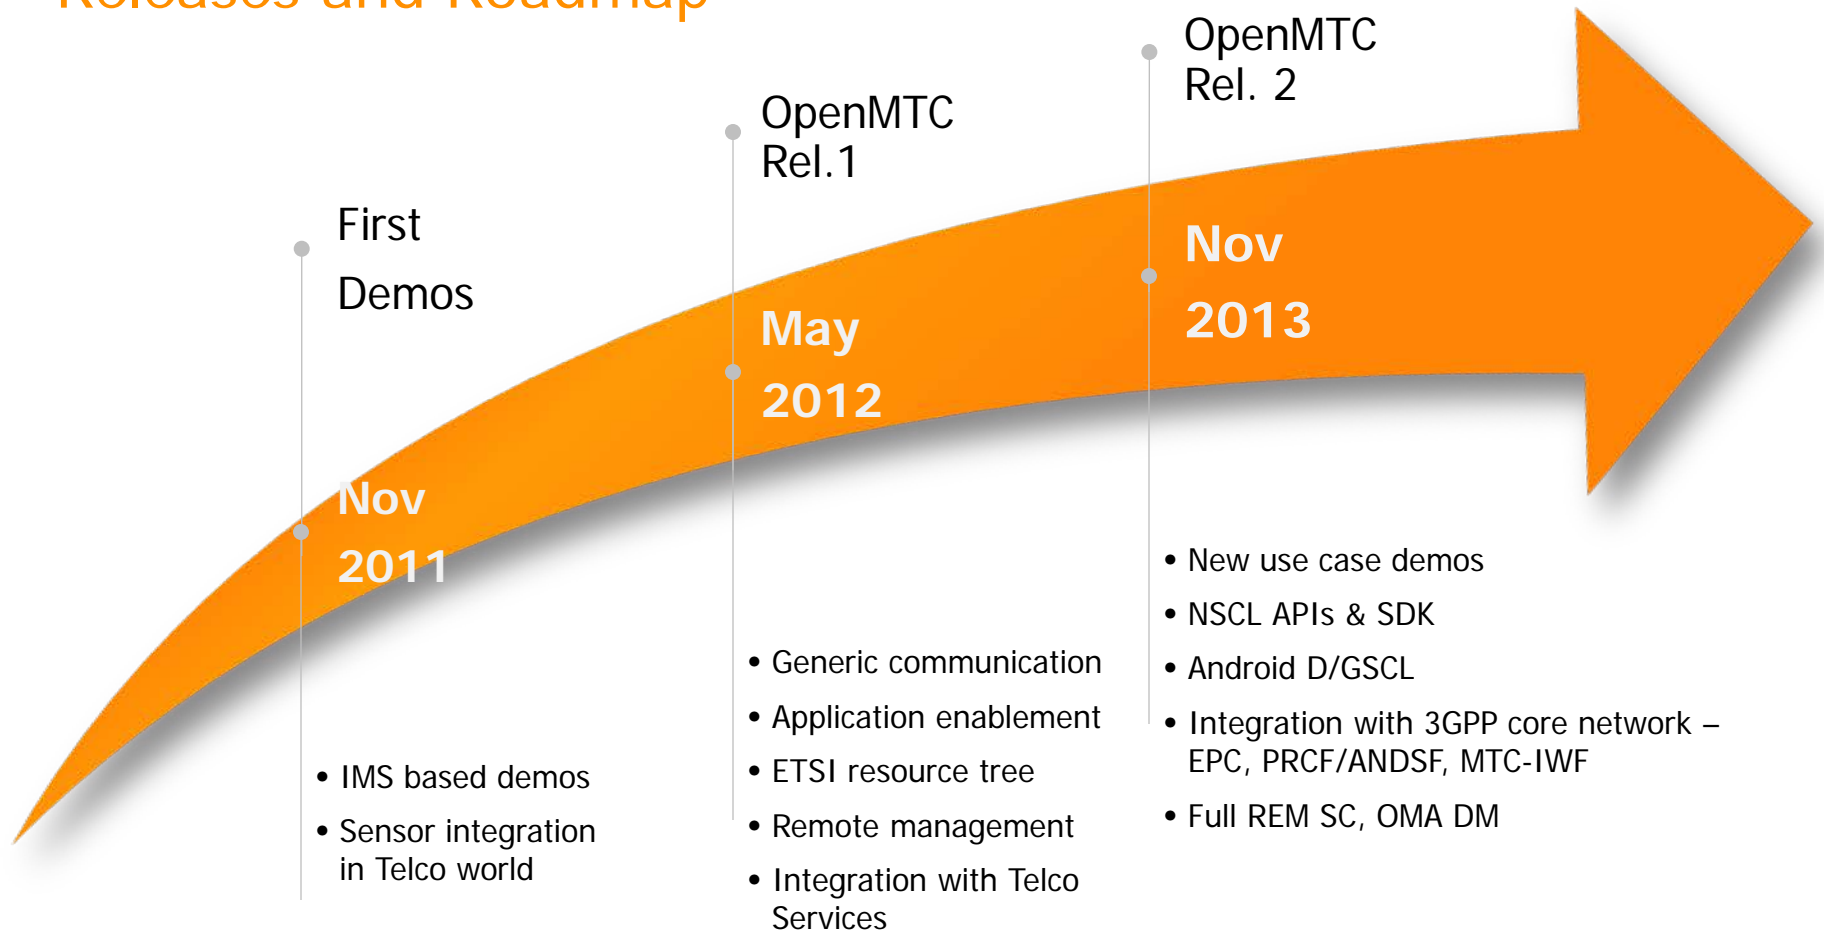 Releases and Roadmap
First
Demos
Nov
2011
• IMS based demos
• Sensor integration
in Telco world
OpenMTC
Rel.1
May
2012
• Generic communication
• Application enablement
• ETSI resource tree
• Remote management
• Integration with Telco
Services
OpenMTC
Rel. 2
Nov
2013
• New use case demos
• NSCL APIs & SDK
• Android D/GSCL
• Integration with 3GPP core network –
EPC, PRCF/ANDSF, MTC-IWF
• Full REM SC, OMA DM